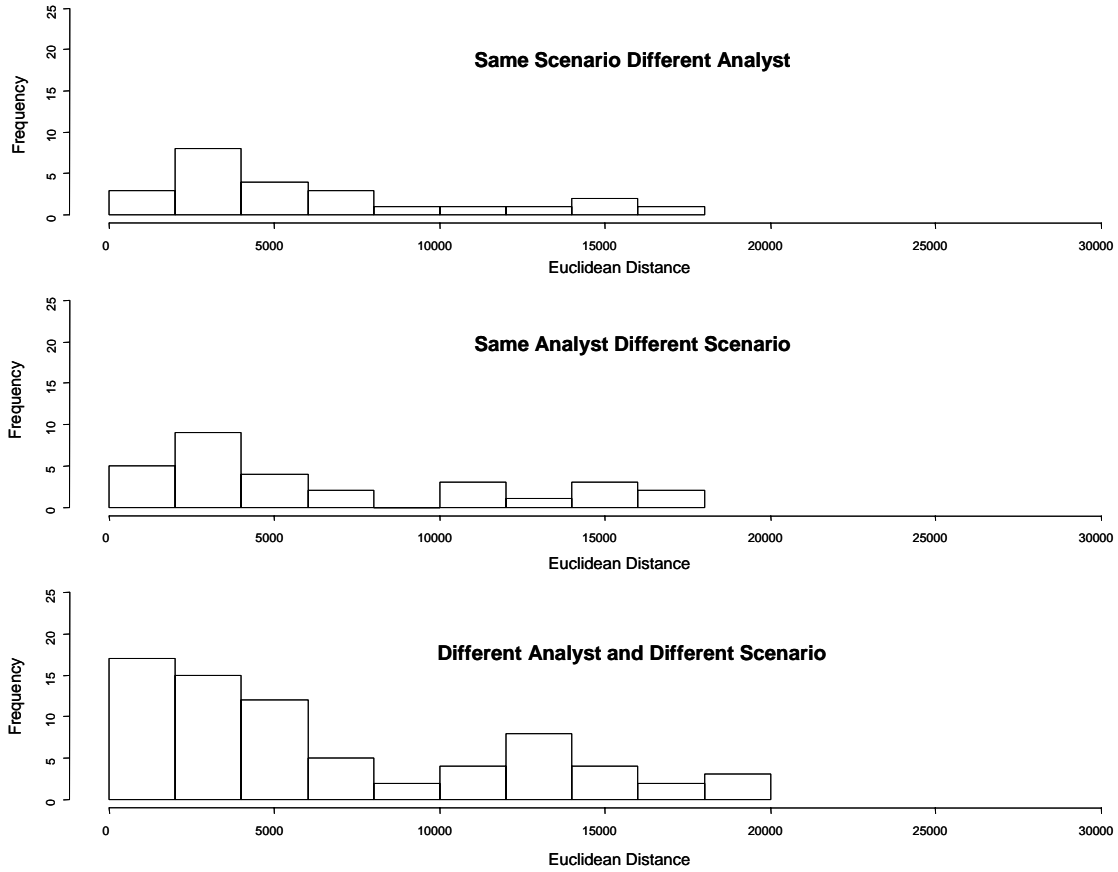 Same Scenario Different Analyst
Frequency
25
20
15
10
5
0
0 5000 10000 15000 20000 25000 30000
Euclidean Distance
Same Analyst Different Scenario
Frequency
25
20
15
10
5
0
0 5000 10000 15000 20000 25000 30000
Euclidean Distance
Different Analyst and Different Scenario
Frequency
25
20
15
10
5
0
0 5000 10000 15000 20000 25000 30000
Euclidean Distance